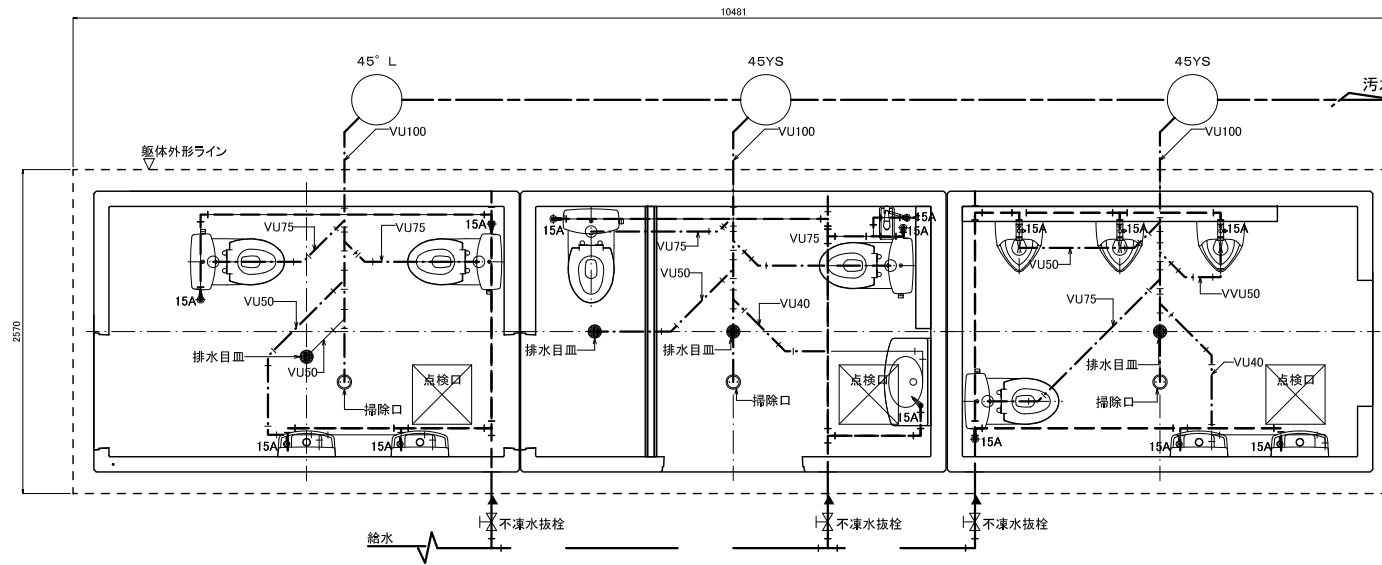 10481
45° L
45YS
45YS
汚
VU100
VU100
VU100
躯体外形ライン
2570
15A
15A
15A
15A
15A
15A
15A
VU75
VU75
VU75
VU75
VU50
VVU50
15A
VU50
VU50
VU75
VU40
排水目皿
VU50
排水目皿
排水目皿
排水目皿
VU40
点検口
点検口
点検口
掃除口
掃除口
掃除口
15A
15A
15A
15A
15A
15A
不凍水抜栓
不凍水抜栓
不凍水抜栓
給水